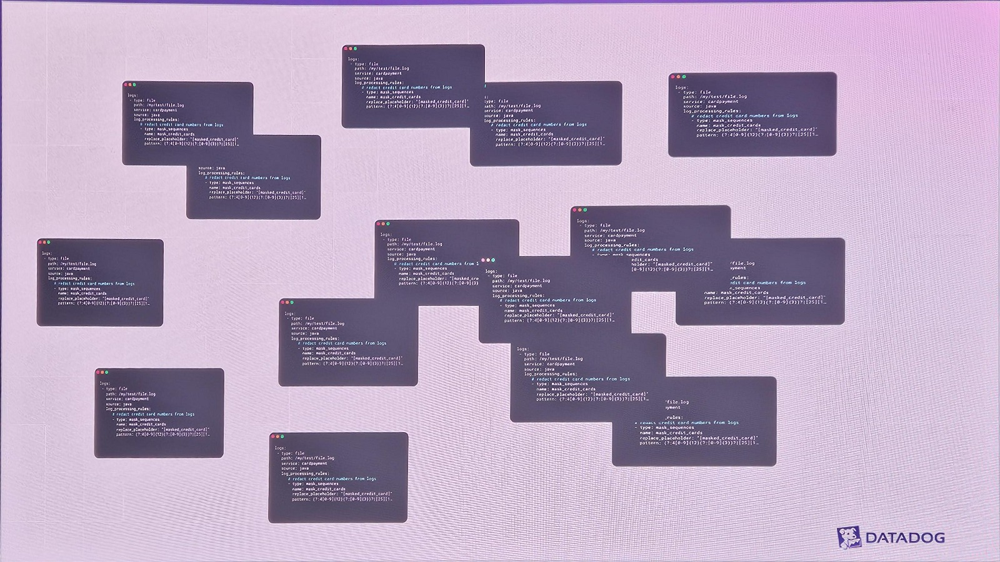 logs:
- type: file
path: /my/test/file.log
service: cardpayment
source: java
log_processing_rules:
# redact credit card numbers from logs
- type: mask_sequences
name: mask_credit_cards
replace_placeholder: "[masked_credit_card]"
pattern: (?:4[0-9]{12}(?:[0-9]{3})?|[25][1…
:
type: file
ath: /my/test/file.log
ervice: cardpayment
ource: java
log_processing_rules:
# redact credit card numbers from logs
- type: mask_sequences
name: mask_credit_cards
replace_placeholder: "[masked_credit_card]"
pattern: (?:4[0-9]{12}(?:[0-9]{3})?|[25][1…
logs:
- type: file
path: /my/test/file.log
service: cardpayment
source: java
log_processing_rules:
# redact credit card numbers from logs
- type: mask_sequences
name: mask_credit_cards
replace_placeholder: "[masked_credit_card]"
pattern: (?:4[0-9]{12}(?:[0-9]{3})?|[25][1…
logs:
- type: file
path: /my/test/file.log
service: cardpayment
source: java
log_processing_rules:
# redact credit card numbers from logs
- type: mask_sequences
name: mask_credit_cards
replace_placeholder: "[masked_credit_card]"
pattern: (?:4[0-9]{12}(?:[0-9]{3})?|[25][1…
source: java
log_processing_rules:
# redact credit card numbers from logs
- type: mask_sequences
name: mask_credit_cards
replace_placeholder: "[masked_credit_card]"
pattern: (?:4[0-9]{12}(?:[0-9]{3})?|[25][1…
logs:
- type: file
path: /my/test/file.log
service: cardpayment
source: java
log_processing_rules:
# redact credit card numbers from logs
- type: mask_sequences
edit_cards
holder: "[masked_credit_card]"
[0-9]{12}(?:[0-9]{3})?|[25][1…
/file.log
yment
_rules:
dit card numbers from logs
_sequences
name: mask_credit_cards
replace_placeholder: "[masked_credit_card]"
pattern: (?:4[0-9]{12}(?:[0-9]{3})?|[25][1…
logs:
- type: file
path: /my/test/file.log
service: cardpayment
source: java
log_processing_rules:
# redact credit card numbers from l
- type: mask_sequences
name: mask_credit_cards
replace_placeholder: "[masked_cre
pattern: (?:4[0-9]{12}(?:[0-9]{3}
logs:
- type: file
path: /my/test/file.log
service: cardpayment
source: java
log_processing_rules:
# redact credit card numbers from logs
- type: mask_sequences
name: mask_credit_cards
replace_placeholder: "[masked_credit_card]"
pattern: (?:4[0-9]{12}(?:[0-9]{3})?|[25][1…
logs:
- type: file
path: /my/test/file.log
service: cardpayment
source: java
log_processing_rules:
# redact credit card numbers from logs
- type: mask_sequences
name: mask_credit_cards
replace_placeholder: "[masked_credit_card]"
pattern: (?:4[0-9]{12}(?:[0-9]{3})?|[25][1…
logs:
- type: file
path: /my/test/file.log
service: cardpayment
source: java
log_processing_rules:
# redact credit card numbers from logs
- type: mask_sequences
name: mask_credit_cards
replace_placeholder: "[masked_credit_card]"
pattern: (?:4[0-9]{12}(?:[0-9]{3})?|[25][1…
logs:
- type: file
path: /my/test/file.log
service: cardpayment
source: java
log_processing_rules:
# redact credit card numbers from logs
- type: mask_sequences
name: mask_credit_cards
replace_placeholder: "[masked_credit_card]"
pattern: (?:4[0-9]{12}(?:[0-9]{3})?|[25][1…
/file.log
yment
_rules:
# redact credit card numbers from logs
- type: mask_sequences
name: mask_credit_cards
replace_placeholder: "[masked_credit_card]"
pattern: (?:4[0-9]{12}(?:[0-9]{3})?|[25][1…
logs:
- type: file
path: /my/test/file.log
service: cardpayment
source: java
log_processing_rules:
# redact credit card numbers from logs
- type: mask_sequences
name: mask_credit_cards
replace_placeholder: "[masked_credit_card]"
pattern: (?:4[0-9]{12}(?:[0-9]{3})?|[25][1…
logs:
- type: file
path: /my/test/file.log
service: cardpayment
source: java
log_processing_rules:
# redact credit card numbers from logs
- type: mask_sequences
name: mask_credit_cards
replace_placeholder: "[masked_credit_card]"
pattern: (?:4[0-9]{12}(?:[0-9]{3})?|[25][1…
DATADOG